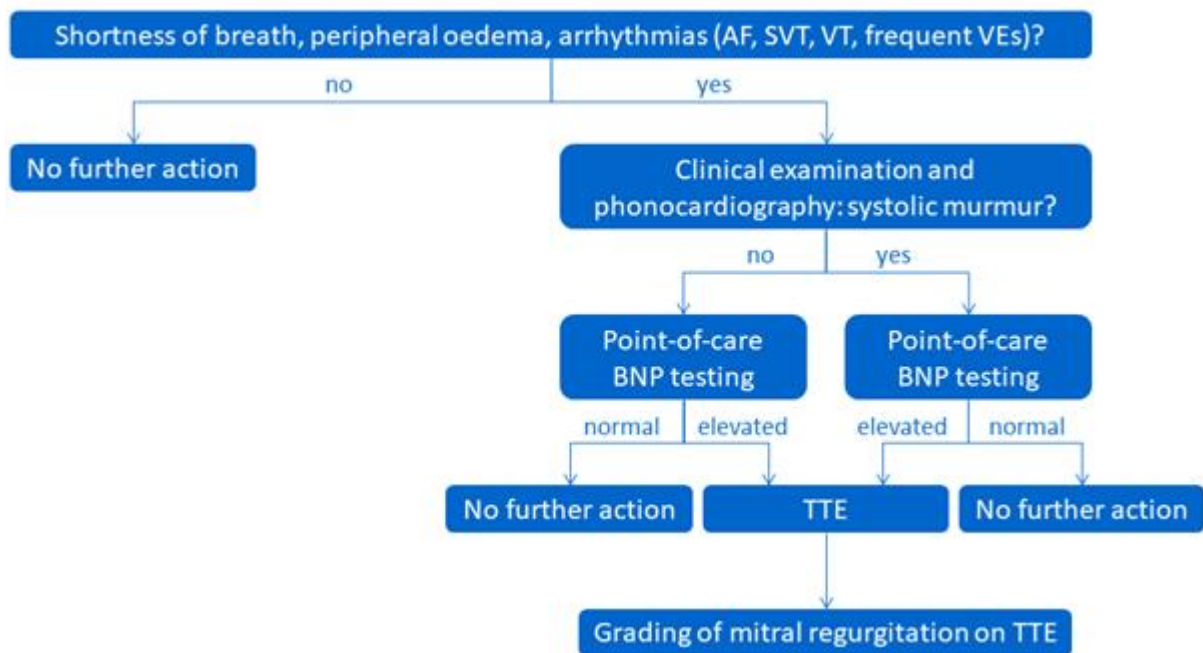 Shortness of breath, peripheral oedema, arrhythmias (AF, SVT, VT, frequent VEs)?
no
yes
No further action
Clinical examination and
phonocardiography: systolic murmur?
no
yes
Point-of-care
BNP testing
Point-of-care
BNP testing
normal
elevated
elevated
normal
No further action
TTE
No further action
Grading of mitral regurgitation on TTE